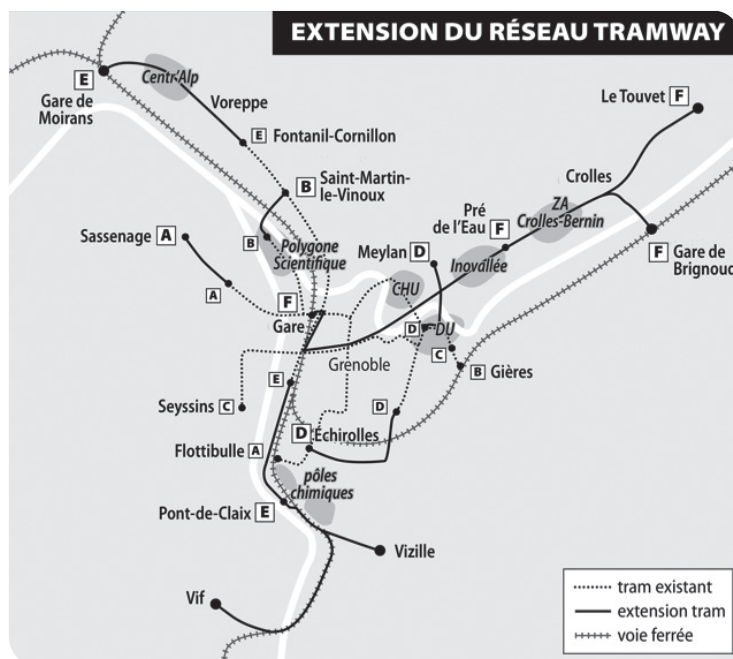 EXTENSION DU RÉSEAU TRAMWAY
E
Gare de
Moirans
Centr'Alp
Voreppe
E Fontanil-Cornillon
B Saint-Martin-
le-Vinoux
Le Touvet F
Crolles
ZA
Crolles-Bernin
Pré
de l'Eau F
Sassenage A
B
Polygone
Scientifique
Meylan D
Inovallée
F Gare de
Brignoud
A
F
Gare
CHU
D
DU
C
B Gières
Grenoble
E
Seyssins C
D
D Échirolles
Flottibulle A
pôles
chimiques
Pont-de-Claix E
Vizille
Vif
tram existant
extension tram
voie ferrée